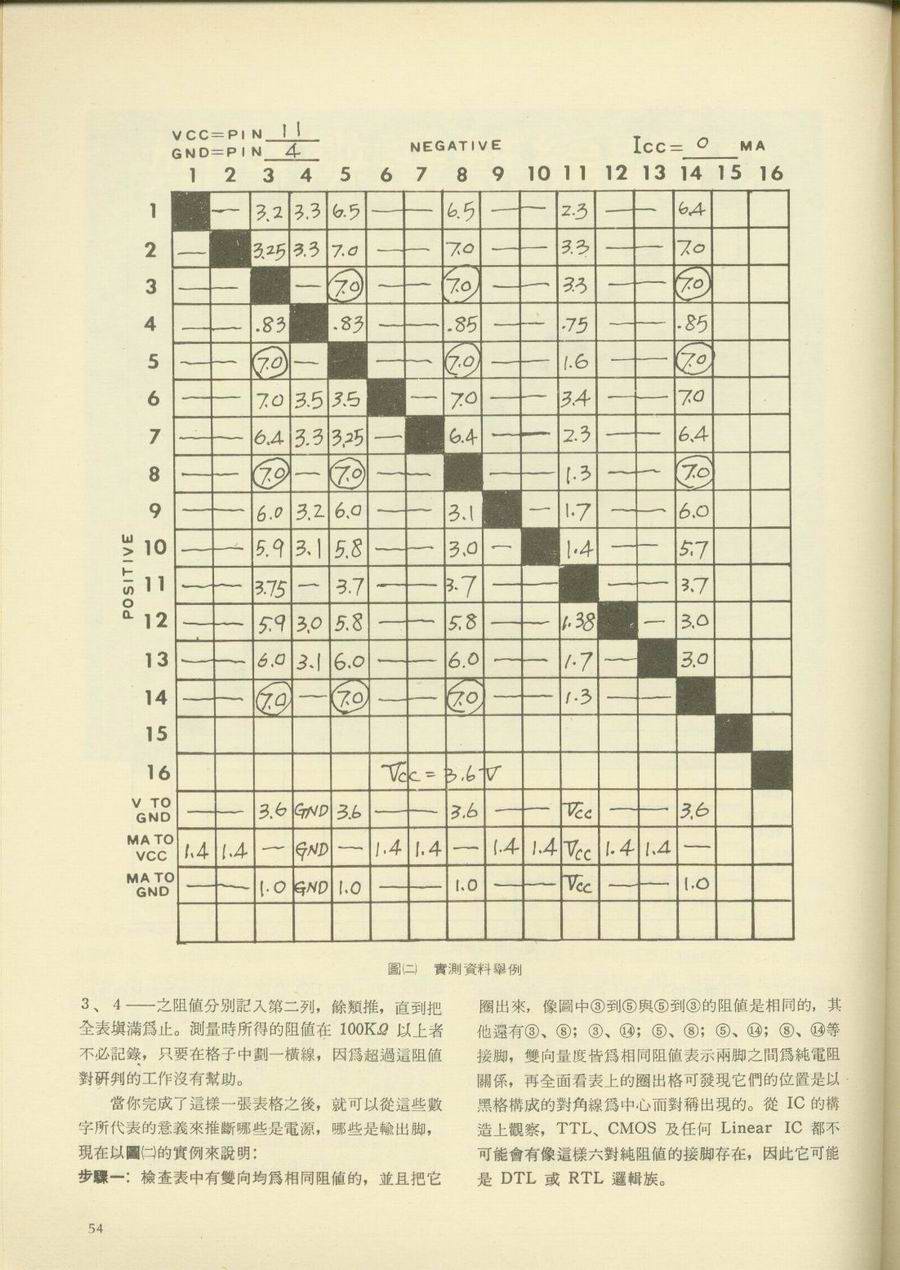 VCC=PIN 11
GND=PIN 4
NEGATIVE
ICC= 0 MA
1 2 3 4 5 6 7 8 9 10 11 12 13 14 15 16
POSITIVE
1 — 3.2 3.3 6.5 — — 6.5 — — 2.3 — — 6.4
2 — 3.25 3.3 7.0 — — 7.0 — — 3.3 — — 7.0
3 — — — 7.0 — — 7.0 — — 3.3 — — 7.0
4 — — .83 .83 — — .85 — — .75 — — .85
5 — — 7.0 — — — 7.0 — — 1.6 — — 7.0
6 — — 7.0 3.5 3.5 — 7.0 — — 3.4 — — 7.0
7 — — 6.4 3.3 3.25 — 6.4 — — 2.3 — — 6.4
8 — — 7.0 — 7.0 — — — — 1.3 — — 7.0
9 — — 6.0 3.2 6.0 — — 3.1 — 1.7 — — 6.0
10 — — 5.9 3.1 5.8 — — 3.0 — 1.4 — — 5.7
11 — — 3.75 — 3.7 — — 3.7 — — — — 3.7
12 — — 5.9 3.0 5.8 — — 5.8 — — 1.38 — 3.0
13 — — 6.0 3.1 6.0 — — 6.0 — — 1.7 — 3.0
14 — — 7.0 — 7.0 — — 7.0 — — 1.3 — —
15
16 Vcc = 3.6V
V TO GND — — 3.6 GND 3.6 — — 3.6 — — Vcc — — 3.6
MA TO VCC 1.4 1.4 — GND — 1.4 1.4 — 1.4 1.4 Vcc 1.4 1.4 —
MA TO GND — — 1.0 GND 1.0 — — 1.0 — — Vcc — — 1.0
圖㈡ 實測資料舉例
3、4——之阻值分別記入第二列，餘類推，直到把
全表塡滿爲止。測量時所得的阻值在 100KΩ 以上者
不必記錄，只要在格子中劃一橫線，因爲超過這阻值
對研判的工作沒有幫助。
當你完成了這樣一張表格之後，就可以從這些數
字所代表的意義來推斷哪些是電源，哪些是輸出脚，
現在以圖㈡的實例來說明：
步驟一：檢查表中有雙向均爲相同阻值的，並且把它
圈出來，像圖中③到⑤與⑤到③的阻值是相同的，其
他還有③、⑧；③、⑭；⑤、⑧；⑤、⑭；⑧、⑭等
接脚，雙向量度皆爲相同阻值表示兩脚之間爲純電阻
關係，再全面看表上的圈出格可發現它們的位置是以
黑格構成的對角線爲中心而對稱出現的。從 IC 的構
造上觀察，TTL、CMOS 及任何 Linear IC 都不
可能會有像這樣六對純阻值的接脚存在，因此它可能
是 DTL 或 RTL 邏輯族。
54